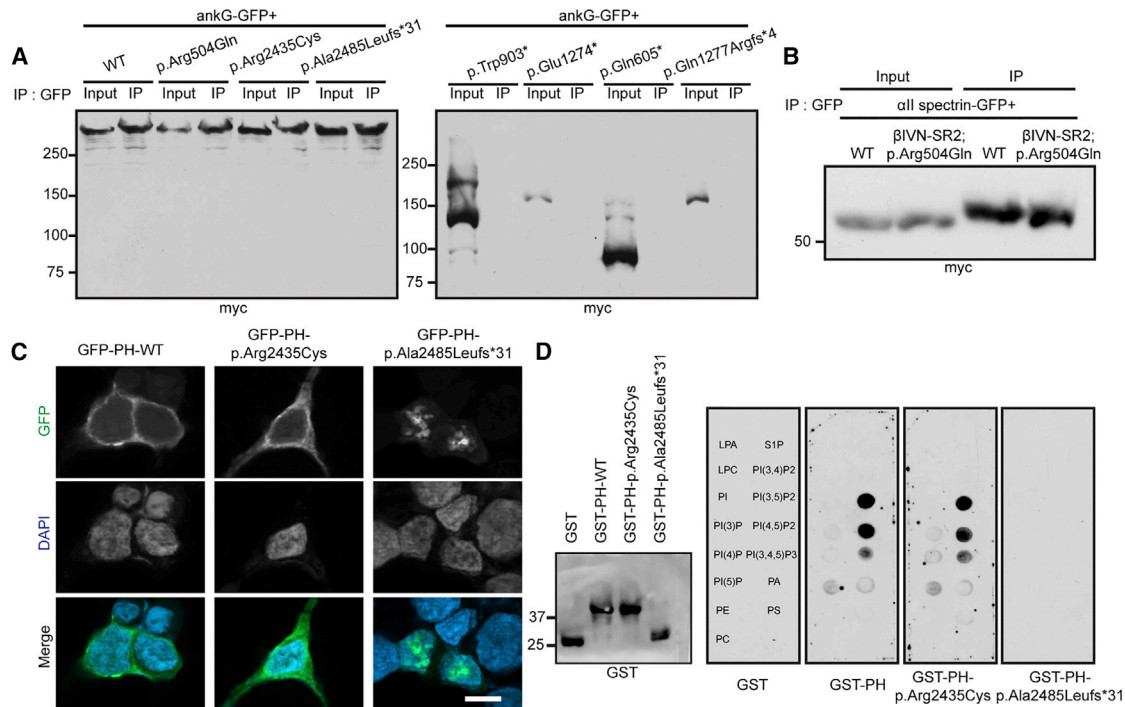 A
ankG-GFP+
WT
p.Arg504Gln
p.Arg2435Cys
p.Ala2485Leufs*31
IP : GFP
Input IP Input IP Input IP Input IP
250
150
100
75
myc
ankG-GFP+
p.Trp903*
p.Glu1274*
p.Gln605*
p.Gln1277Argfs*4
Input IP Input IP Input IP Input IP
250
150
100
75
myc
B
Input IP
IP : GFP
αII spectrin-GFP+
βIVN-SR2; βIVN-SR2;
WT p.Arg504Gln WT p.Arg504Gln
50
myc
C
GFP-PH-WT
GFP-PH-
p.Arg2435Cys
GFP-PH-
p.Ala2485Leufs*31
GFP
DAPI
Merge
D
GST
GST-PH-WT
GST-PH-p.Arg2435Cys
GST-PH-p.Ala2485Leufs*31
37
25
GST
LPA S1P
LPC PI(3,4)P2
PI PI(3,5)P2
PI(3)P PI(4,5)P2
PI(4)P PI(3,4,5)P3
PI(5)P PA
PE PS
PC -
GST
GST-PH
GST-PH-
p.Arg2435Cys
GST-PH-
p.Ala2485Leufs*31